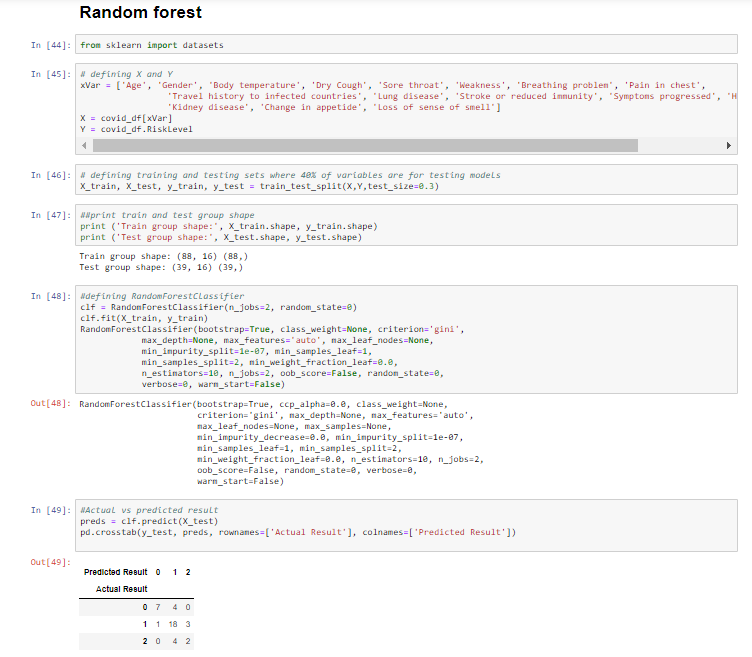 Random forest
In [44]: from sklearn import datasets
In [45]: # defining X and Y
xVar = ['Age', 'Gender', 'Body temperature', 'Dry Cough', 'Sore throat', 'Weakness', 'Breathing problem', 'Pain in chest',
'Travel history to infected countries', 'Lung disease', 'Stroke or reduced immunity', 'Symptoms progressed', 'H
'Kidney disease', 'Change in appetide', 'Loss of sense of smell']
X = covid_df[xVar]
Y = covid_df.RiskLevel
In [46]: # defining training and testing sets where 40% of variables are for testing models
X_train, X_test, y_train, y_test = train_test_split(X,Y,test_size=0.3)
In [47]: ##print train and test group shape
print ('Train group shape:', X_train.shape, y_train.shape)
print ('Test group shape:', X_test.shape, y_test.shape)
Train group shape: (88, 16) (88,)
Test group shape: (39, 16) (39,)
In [48]: #defining RandomForestClassifier
clf = RandomForestClassifier(n_jobs=2, random_state=0)
clf.fit(X_train, y_train)
RandomForestClassifier(bootstrap=True, class_weight=None, criterion='gini',
max_depth=None, max_features='auto', max_leaf_nodes=None,
min_impurity_split=1e-07, min_samples_leaf=1,
min_samples_split=2, min_weight_fraction_leaf=0.0,
n_estimators=10, n_jobs=2, oob_score=False, random_state=0,
verbose=0, warm_start=False)
Out[48]: RandomForestClassifier(bootstrap=True, ccp_alpha=0.0, class_weight=None,
criterion='gini', max_depth=None, max_features='auto',
max_leaf_nodes=None, max_samples=None,
min_impurity_decrease=0.0, min_impurity_split=1e-07,
min_samples_leaf=1, min_samples_split=2,
min_weight_fraction_leaf=0.0, n_estimators=10, n_jobs=2,
oob_score=False, random_state=0, verbose=0,
warm_start=False)
In [49]: #Actual vs predicted result
preds = clf.predict(X_test)
pd.crosstab(y_test, preds, rownames=['Actual Result'], colnames=['Predicted Result'])
Out[49]:
Predicted Result 0 1 2
Actual Result
0 7 4 0
1 1 18 3
2 0 4 2